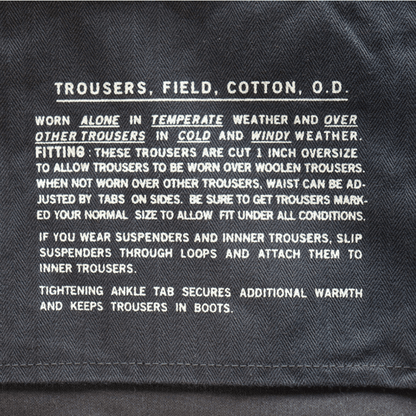 TROUSERS, FIELD, COTTON, O.D.
WORN ALONE IN TEMPERATE WEATHER AND OVER
OTHER TROUSERS IN COLD AND WINDY WEATHER.
FITTING : THESE TROUSERS ARE CUT 1 INCH OVERSIZE
TO ALLOW TROUSERS TO BE WORN OVER WOOLEN TROUSERS.
WHEN NOT WORN OVER OTHER TROUSERS, WAIST CAN BE AD-
JUSTED BY TABS ON SIDES. BE SURE TO GET TROUSERS MARK-
ED YOUR NORMAL SIZE TO ALLOW FIT UNDER ALL CONDITIONS.
IF YOU WEAR SUSPENDERS AND INNNER TROUSERS, SLIP
SUSPENDERS THROUGH LOOPS AND ATTACH THEM TO
INNER TROUSERS.
TIGHTENING ANKLE TAB SECURES ADDITIONAL WARMTH
AND KEEPS TROUSERS IN BOOTS.